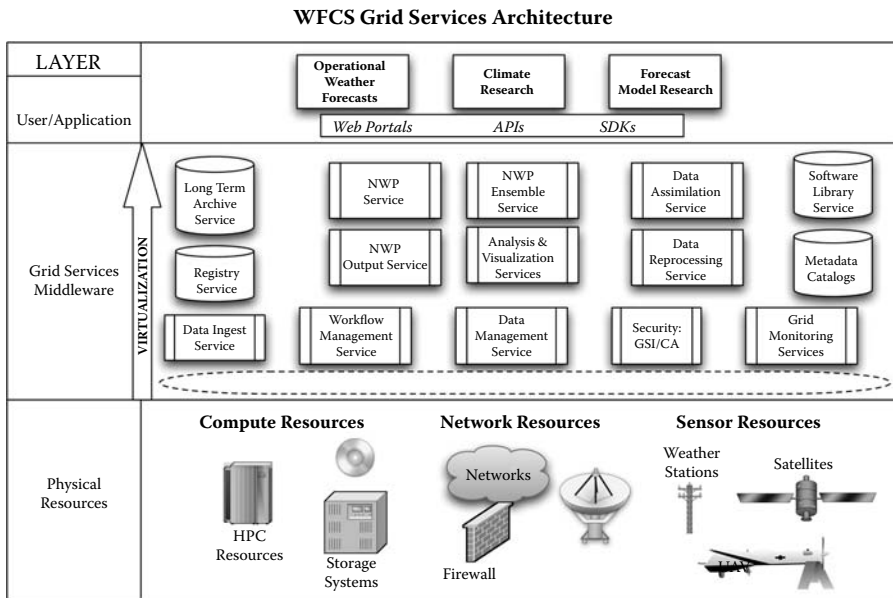 WFCS Grid Services Architecture
LAYER
User/Application
Operational
Weather
Forecasts
Climate
Research
Forecast
Model Research
Web Portals APIs SDKs
Grid Services
Middleware
VIRTUALIZATION
Long Term
Archive
Service
NWP
Service
NWP
Ensemble
Service
Data
Assimilation
Service
Software
Library
Service
Registry
Service
NWP
Output Service
Analysis &
Visualization
Services
Data
Reprocessing
Service
Metadata
Catalogs
Data Ingest
Service
Workflow
Management
Service
Data
Management
Service
Security:
GSI/CA
Grid
Monitoring
Services
Physical
Resources
Compute Resources
HPC
Resources
Storage
Systems
Network Resources
Networks
Firewall
Sensor Resources
Weather
Stations
Satellites
UAV